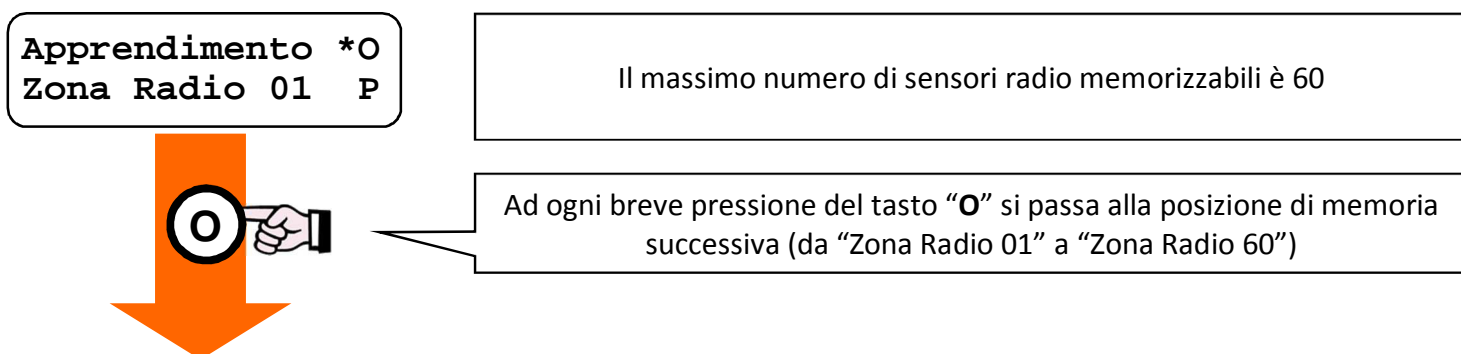 Apprendimento *O
Zona Radio 01 P
Il massimo numero di sensori radio memorizzabili è 60
O
Ad ogni breve pressione del tasto “O” si passa alla posizione di memoria
successiva (da “Zona Radio 01” a “Zona Radio 60”)